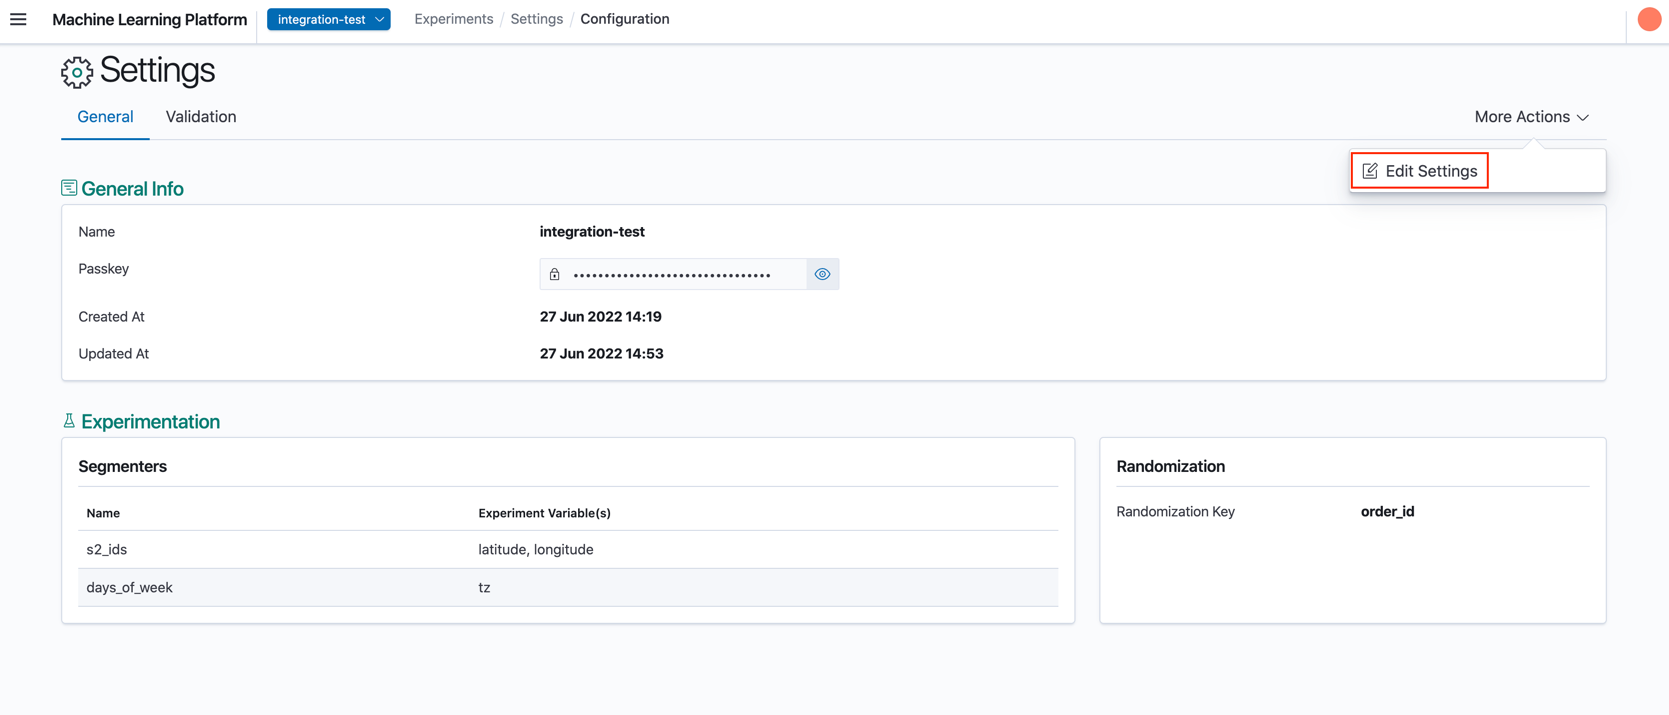 Machine Learning Platform integration-test Experiments / Settings / Configuration
Settings
General Validation More Actions
Edit Settings
General Info
Name integration-test
Passkey ••••••••••••••••••••••••••••••••
Created At 27 Jun 2022 14:19
Updated At 27 Jun 2022 14:53
Experimentation
Segmenters
Name Experiment Variable(s)
s2_ids latitude, longitude
days_of_week tz
Randomization
Randomization Key order_id